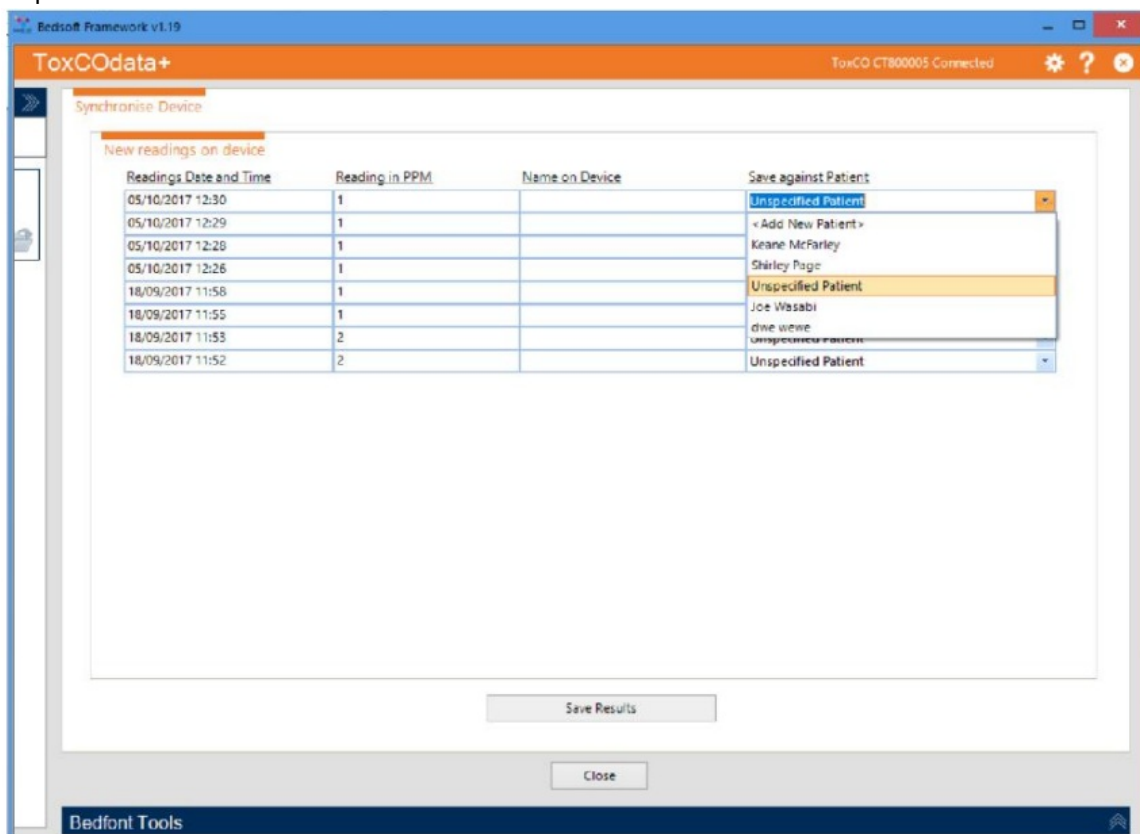 Bedsoft Framework v1.19
ToxCOdata+ ToxCO CT800005 Connected ?
Synchronise Device
New readings on device
Readings Date and Time Reading in PPM Name on Device Save against Patient
05/10/2017 12:30 1 Unspecified Patient
05/10/2017 12:29 1 <Add New Patient>
05/10/2017 12:28 1 Keane McFarley
05/10/2017 12:26 1 Shirley Page
18/09/2017 11:58 1 Unspecified Patient
18/09/2017 11:55 1 Joe Wasabi
18/09/2017 11:53 2 dwe wewe
Unspecified Patient
18/09/2017 11:52 2 Unspecified Patient
Save Results
Close
Bedfont Tools